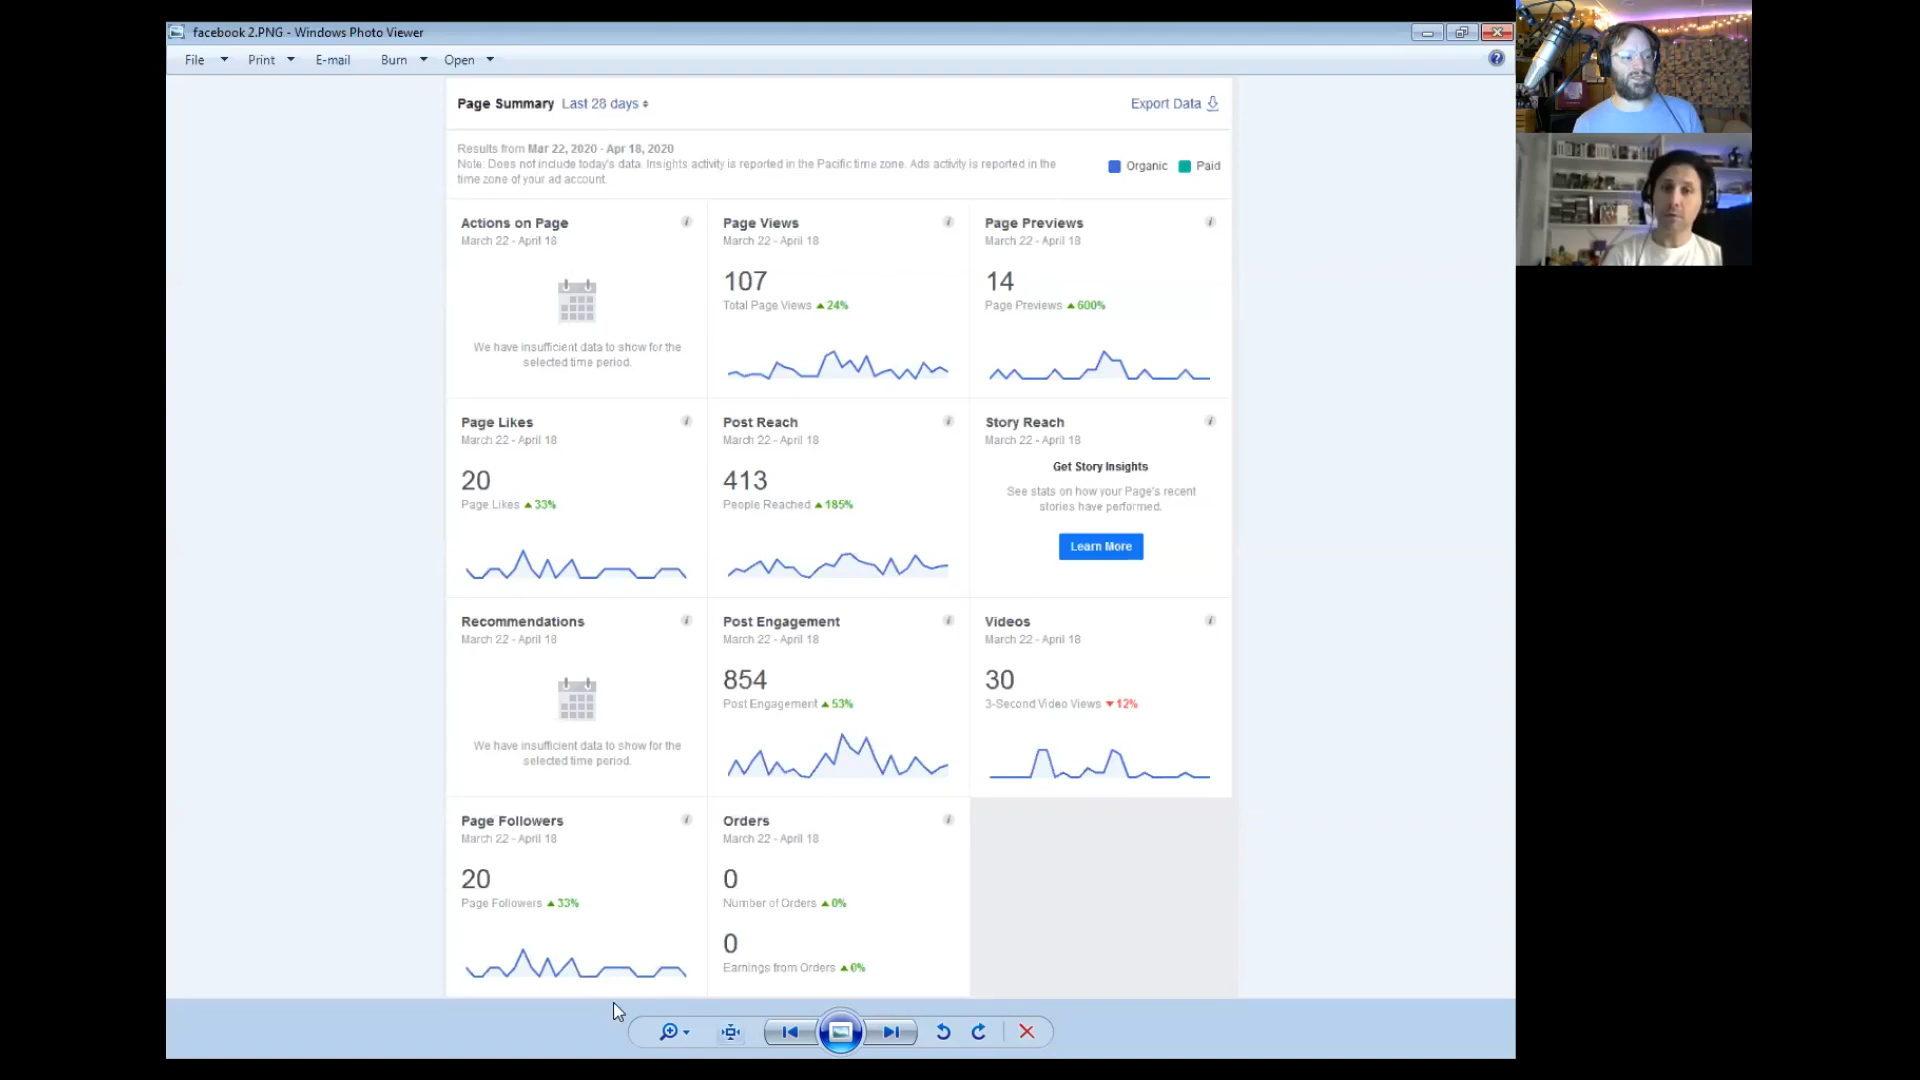 facebook 2.PNG - Windows Photo Viewer
File Print E-mail Burn Open
Page Summary Last 28 days Export Data
Results from Mar 22, 2020 - Apr 18, 2020
Note: Does not include today's data. Insights activity is reported in the Pacific time zone. Ads activity is reported in the
time zone of your ad account.
Organic Paid
Actions on Page
March 22 - April 18
We have insufficient data to show for the
selected time period.
Page Views
March 22 - April 18
107
Total Page Views ▲24%
Page Previews
March 22 - April 18
14
Page Previews ▲600%
Page Likes
March 22 - April 18
20
Page Likes ▲33%
Post Reach
March 22 - April 18
413
People Reached ▲185%
Story Reach
March 22 - April 18
Get Story Insights
See stats on how your Page's recent
stories have performed.
Learn More
Recommendations
March 22 - April 18
We have insufficient data to show for the
selected time period.
Post Engagement
March 22 - April 18
854
Post Engagement ▲53%
Videos
March 22 - April 18
30
3-Second Video Views ▼12%
Page Followers
March 22 - April 18
20
Page Followers ▲33%
Orders
March 22 - April 18
0
Number of Orders ▲0%
0
Earnings from Orders ▲0%